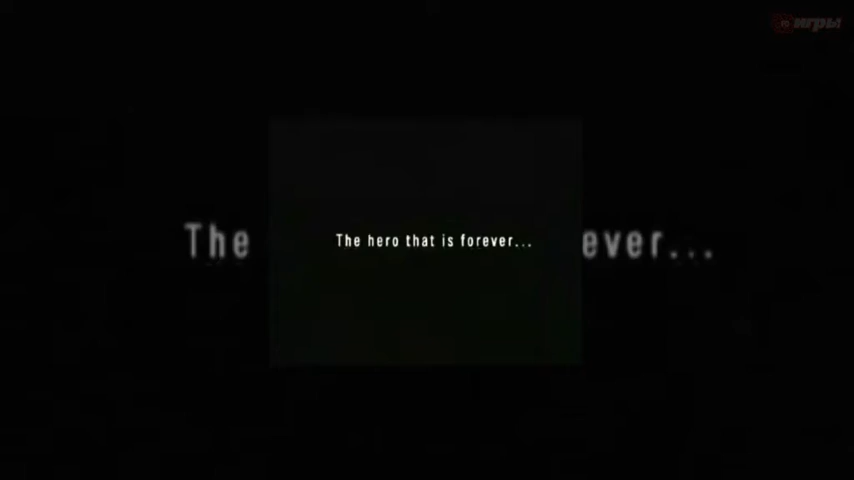 игры
The hero that is forever...
The ever...